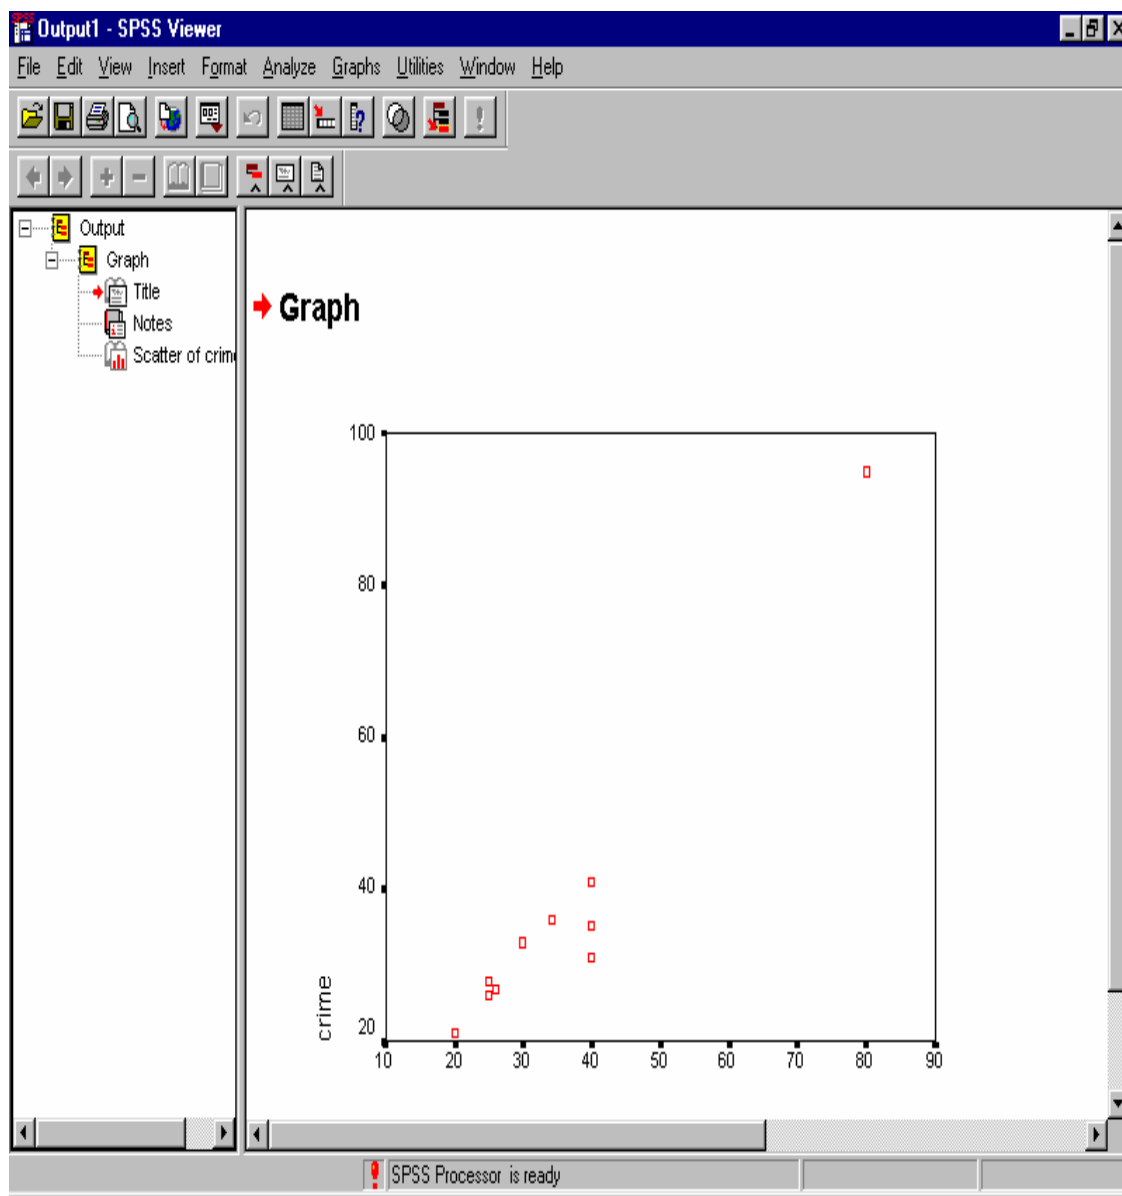 Output1 - SPSS Viewer
File Edit View Insert Format Analyze Graphs Utilities Window Help
Output
Graph
Title
Notes
Scatter of crim
Graph
100
80
60
40
20
crime
10 20 30 40 50 60 70 80 90
SPSS Processor is ready